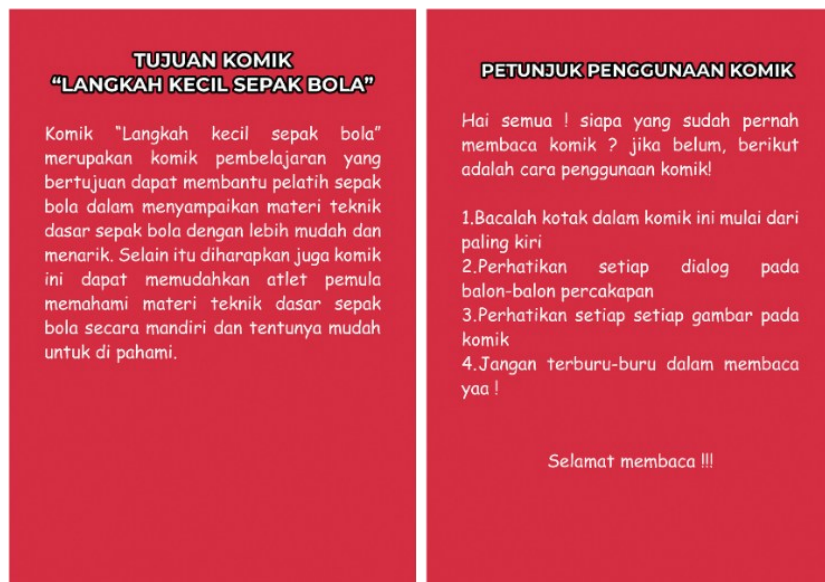 TUJUAN KOMIK
“LANGKAH KECIL SEPAK BOLA”
Komik “Langkah kecil sepak bola”
merupakan komik pembelajaran yang
bertujuan dapat membantu pelatih sepak
bola dalam menyampaikan materi teknik
dasar sepak bola dengan lebih mudah dan
menarik. Selain itu diharapkan juga komik
ini dapat memudahkan atlet pemula
memahami materi teknik dasar sepak
bola secara mandiri dan tentunya mudah
untuk di pahami.
PETUNJUK PENGGUNAAN KOMIK
Hai semua ! siapa yang sudah pernah
membaca komik ? jika belum, berikut
adalah cara penggunaan komik!
1.Bacalah kotak dalam komik ini mulai dari
paling kiri
2.Perhatikan setiap dialog pada
balon-balon percakapan
3.Perhatikan setiap setiap gambar pada
komik
4.Jangan terburu-buru dalam membaca
yaa !
Selamat membaca !!!